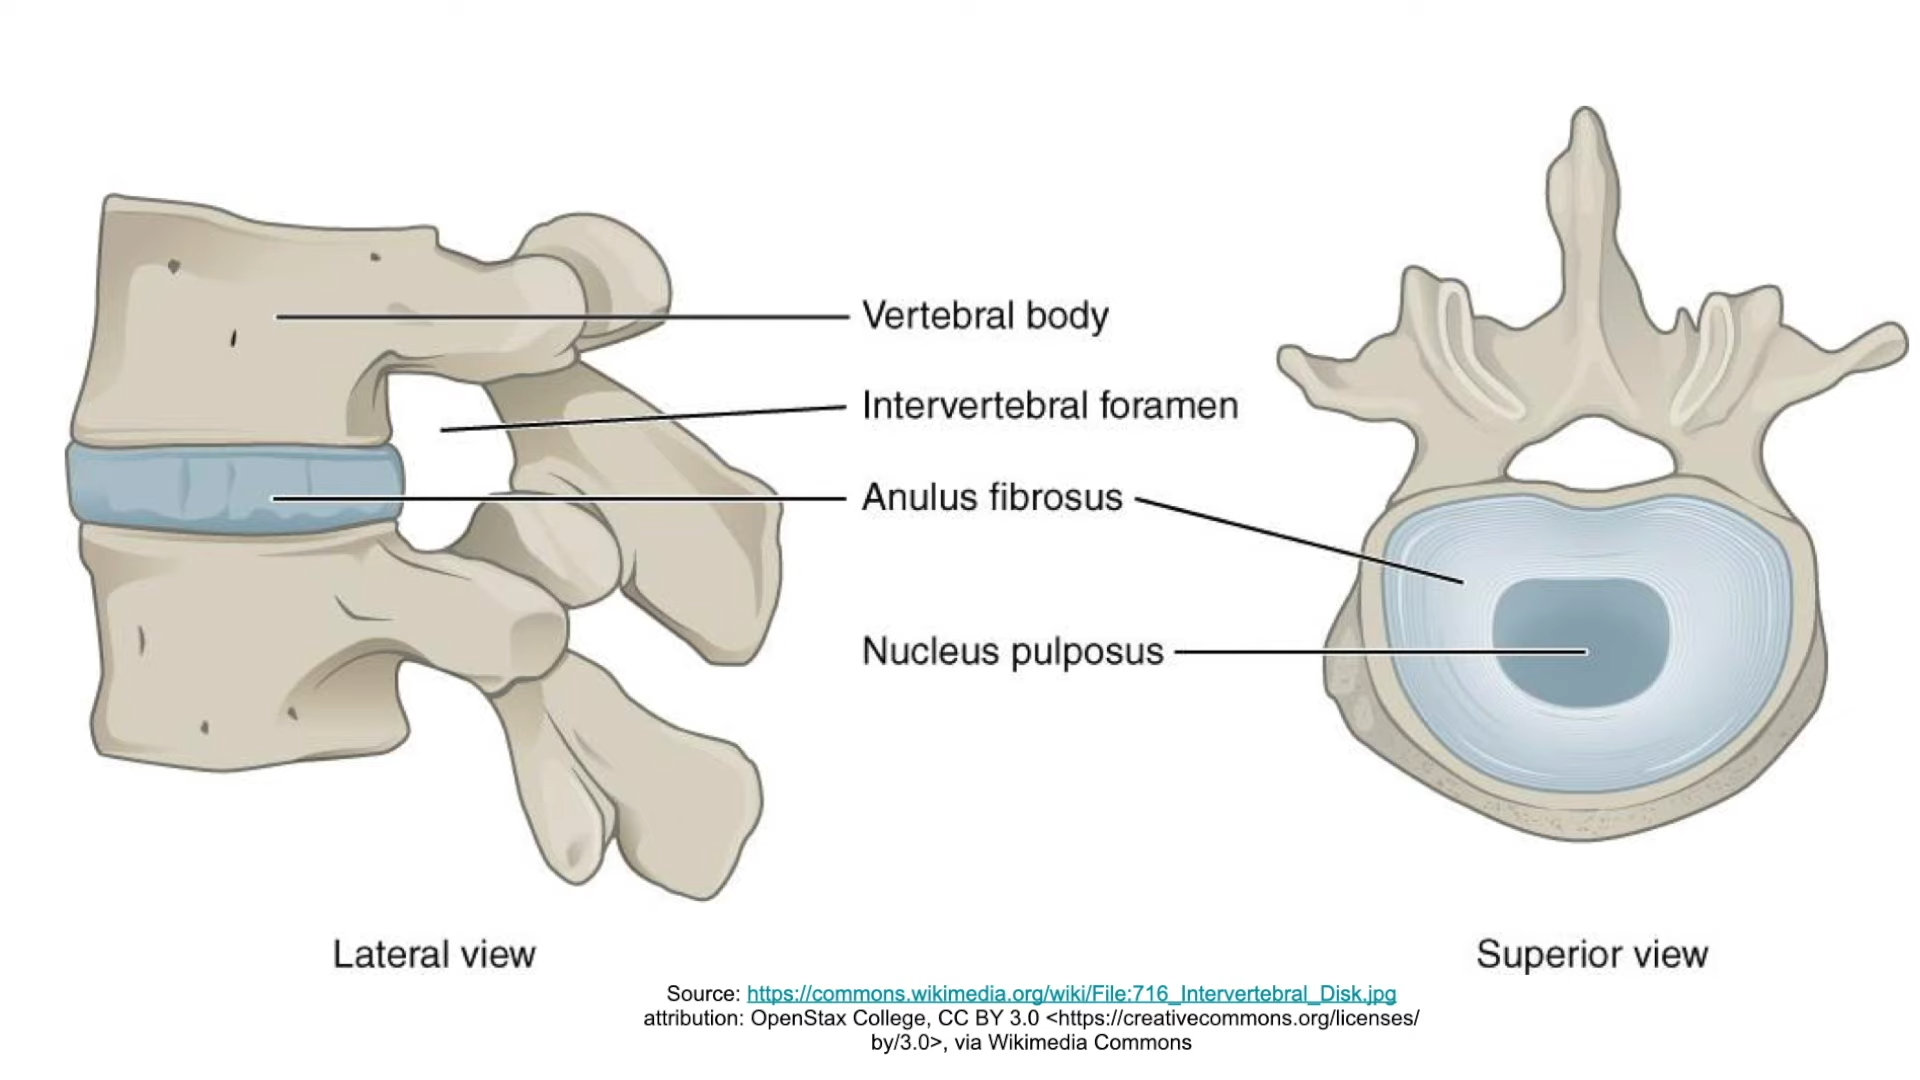 Vertebral body
Intervertebral foramen
Anulus fibrosus
Nucleus pulposus
Lateral view
Superior view
Source: https://commons.wikimedia.org/wiki/File:716_Intervertebral_Disk.jpg
attribution: OpenStax College, CC BY 3.0 <https://creativecommons.org/licenses/
by/3.0>, via Wikimedia Commons